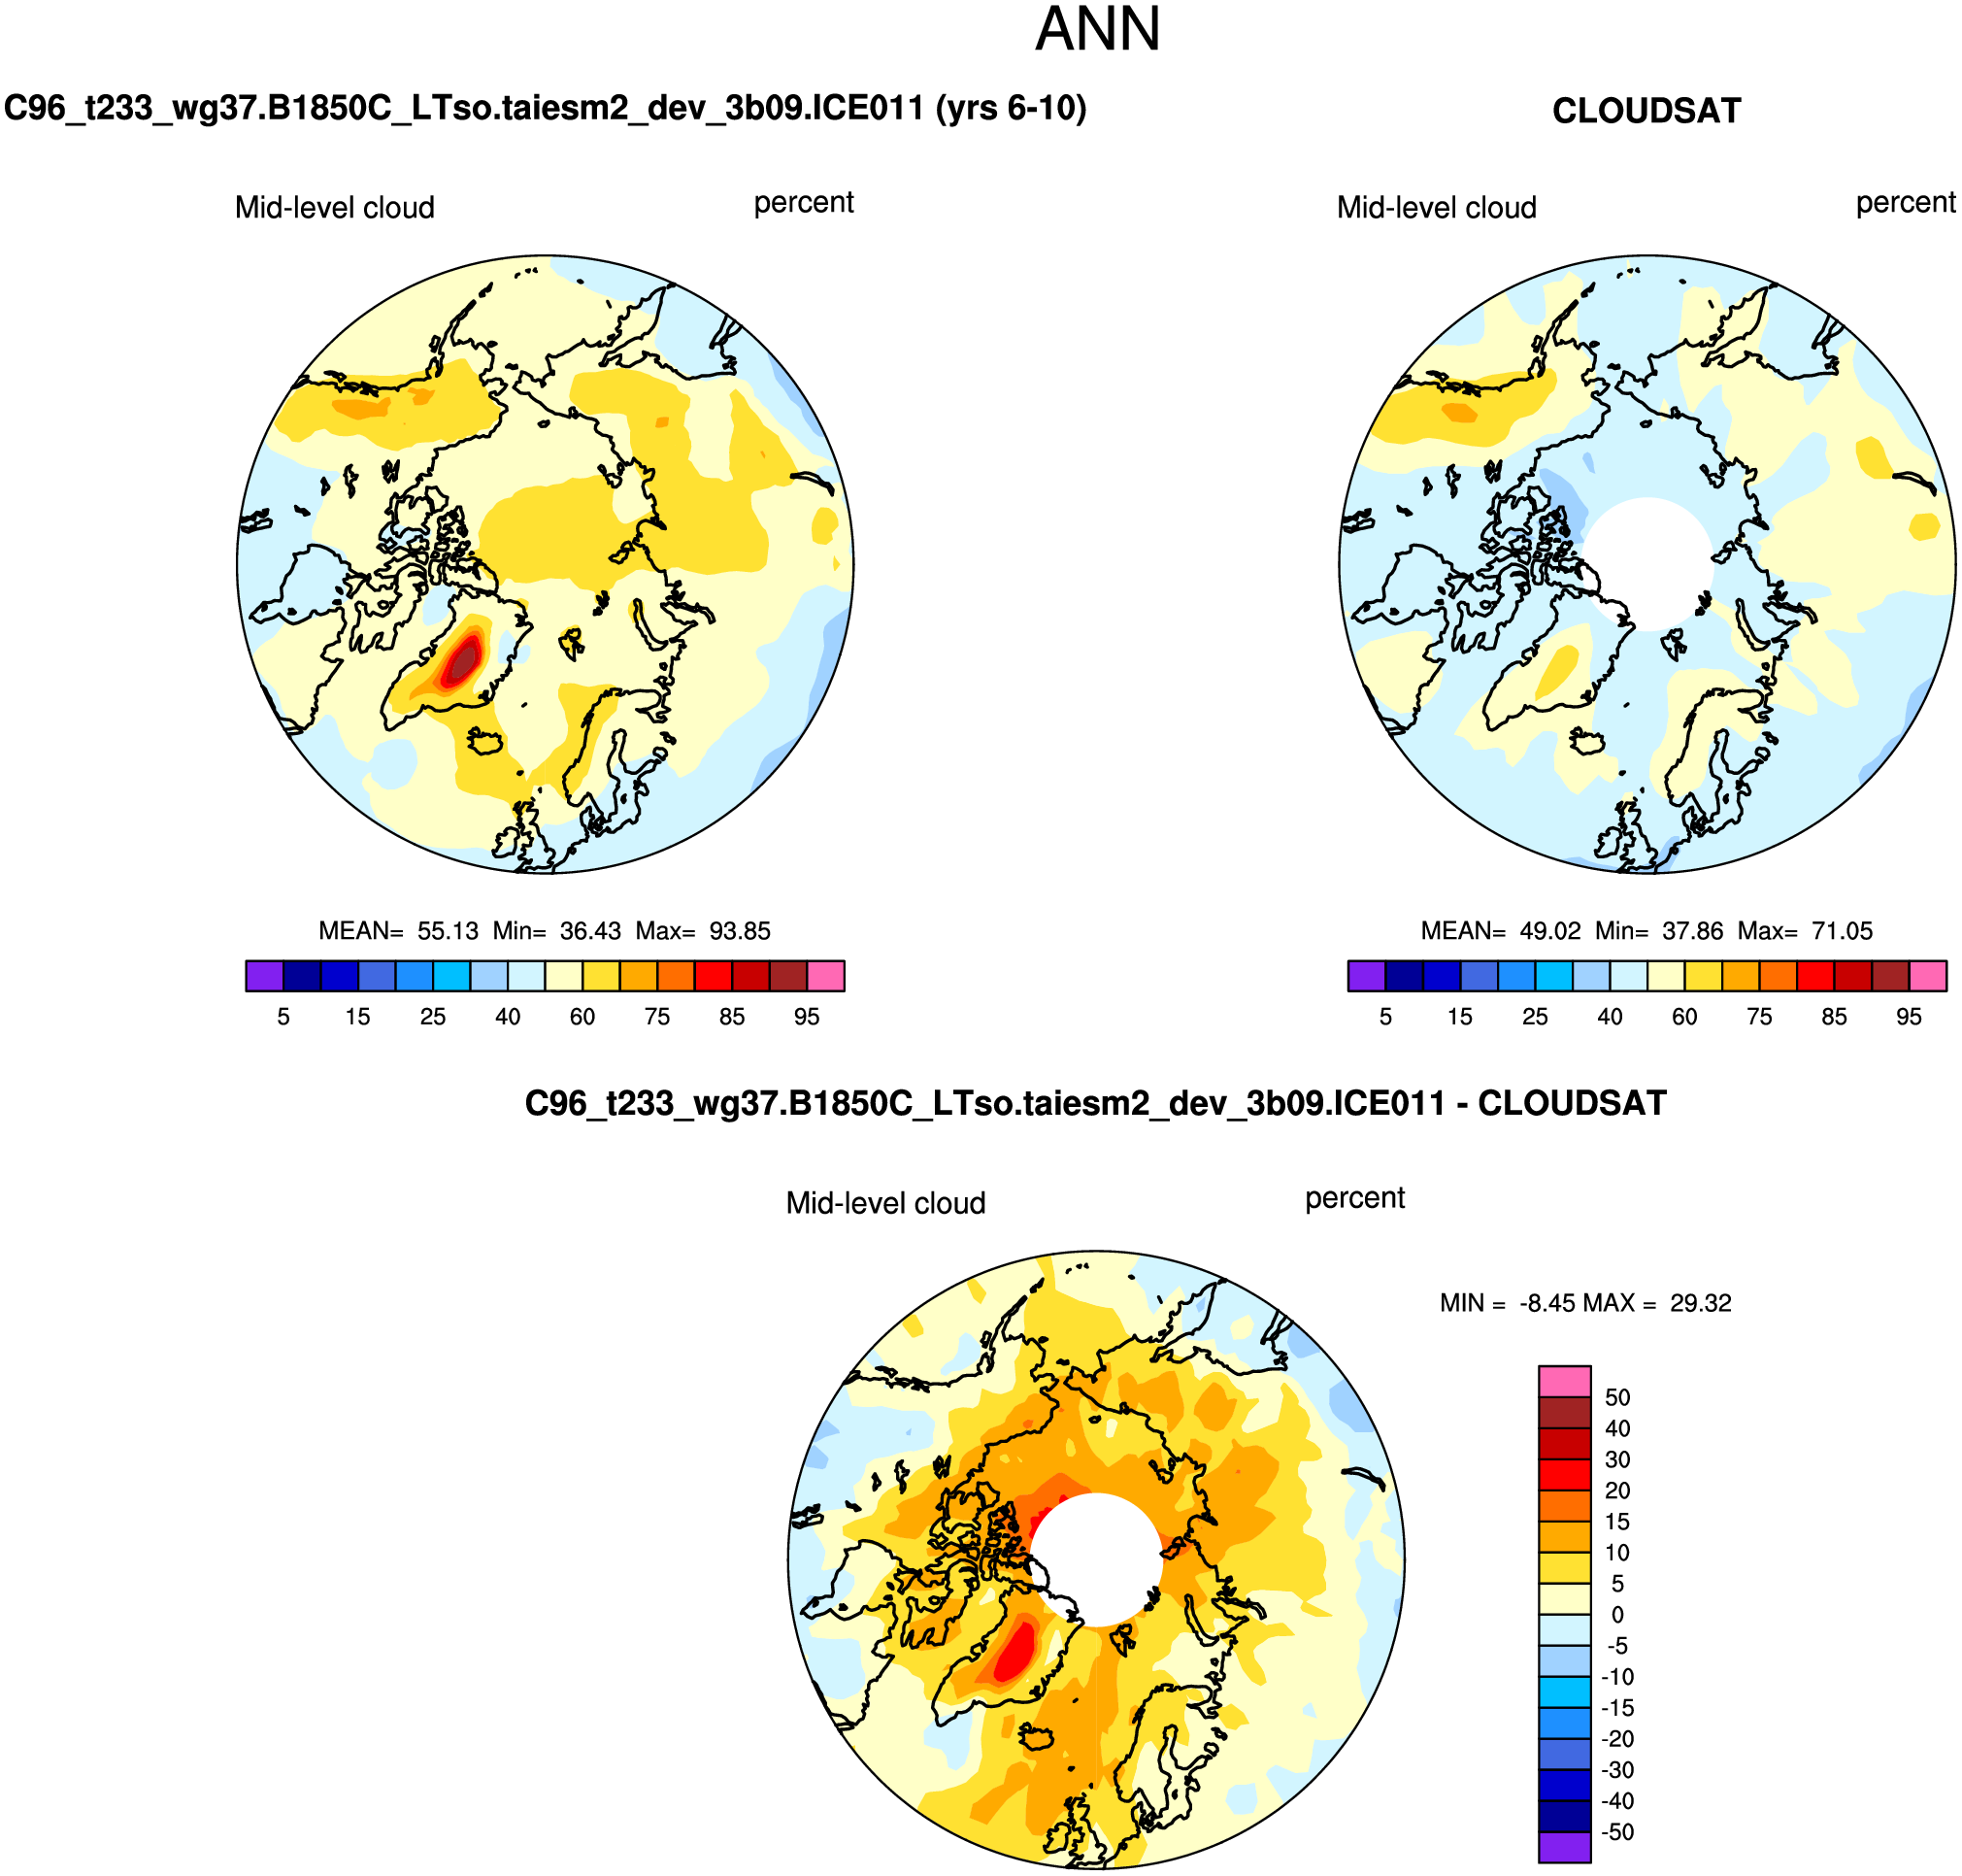 ANN
C96_t233_wg37.B1850C_LTso.taiesm2_dev_3b09.ICE011 (yrs 6-10)
CLOUDSAT
Mid-level cloud percent
Mid-level cloud percent
MEAN= 55.13 Min= 36.43 Max= 93.85
MEAN= 49.02 Min= 37.86 Max= 71.05
5 15 25 40 60 75 85 95
5 15 25 40 60 75 85 95
C96_t233_wg37.B1850C_LTso.taiesm2_dev_3b09.ICE011 - CLOUDSAT
Mid-level cloud percent
MIN = -8.45 MAX = 29.32
50
40
30
20
15
10
5
0
-5
-10
-15
-20
-30
-40
-50